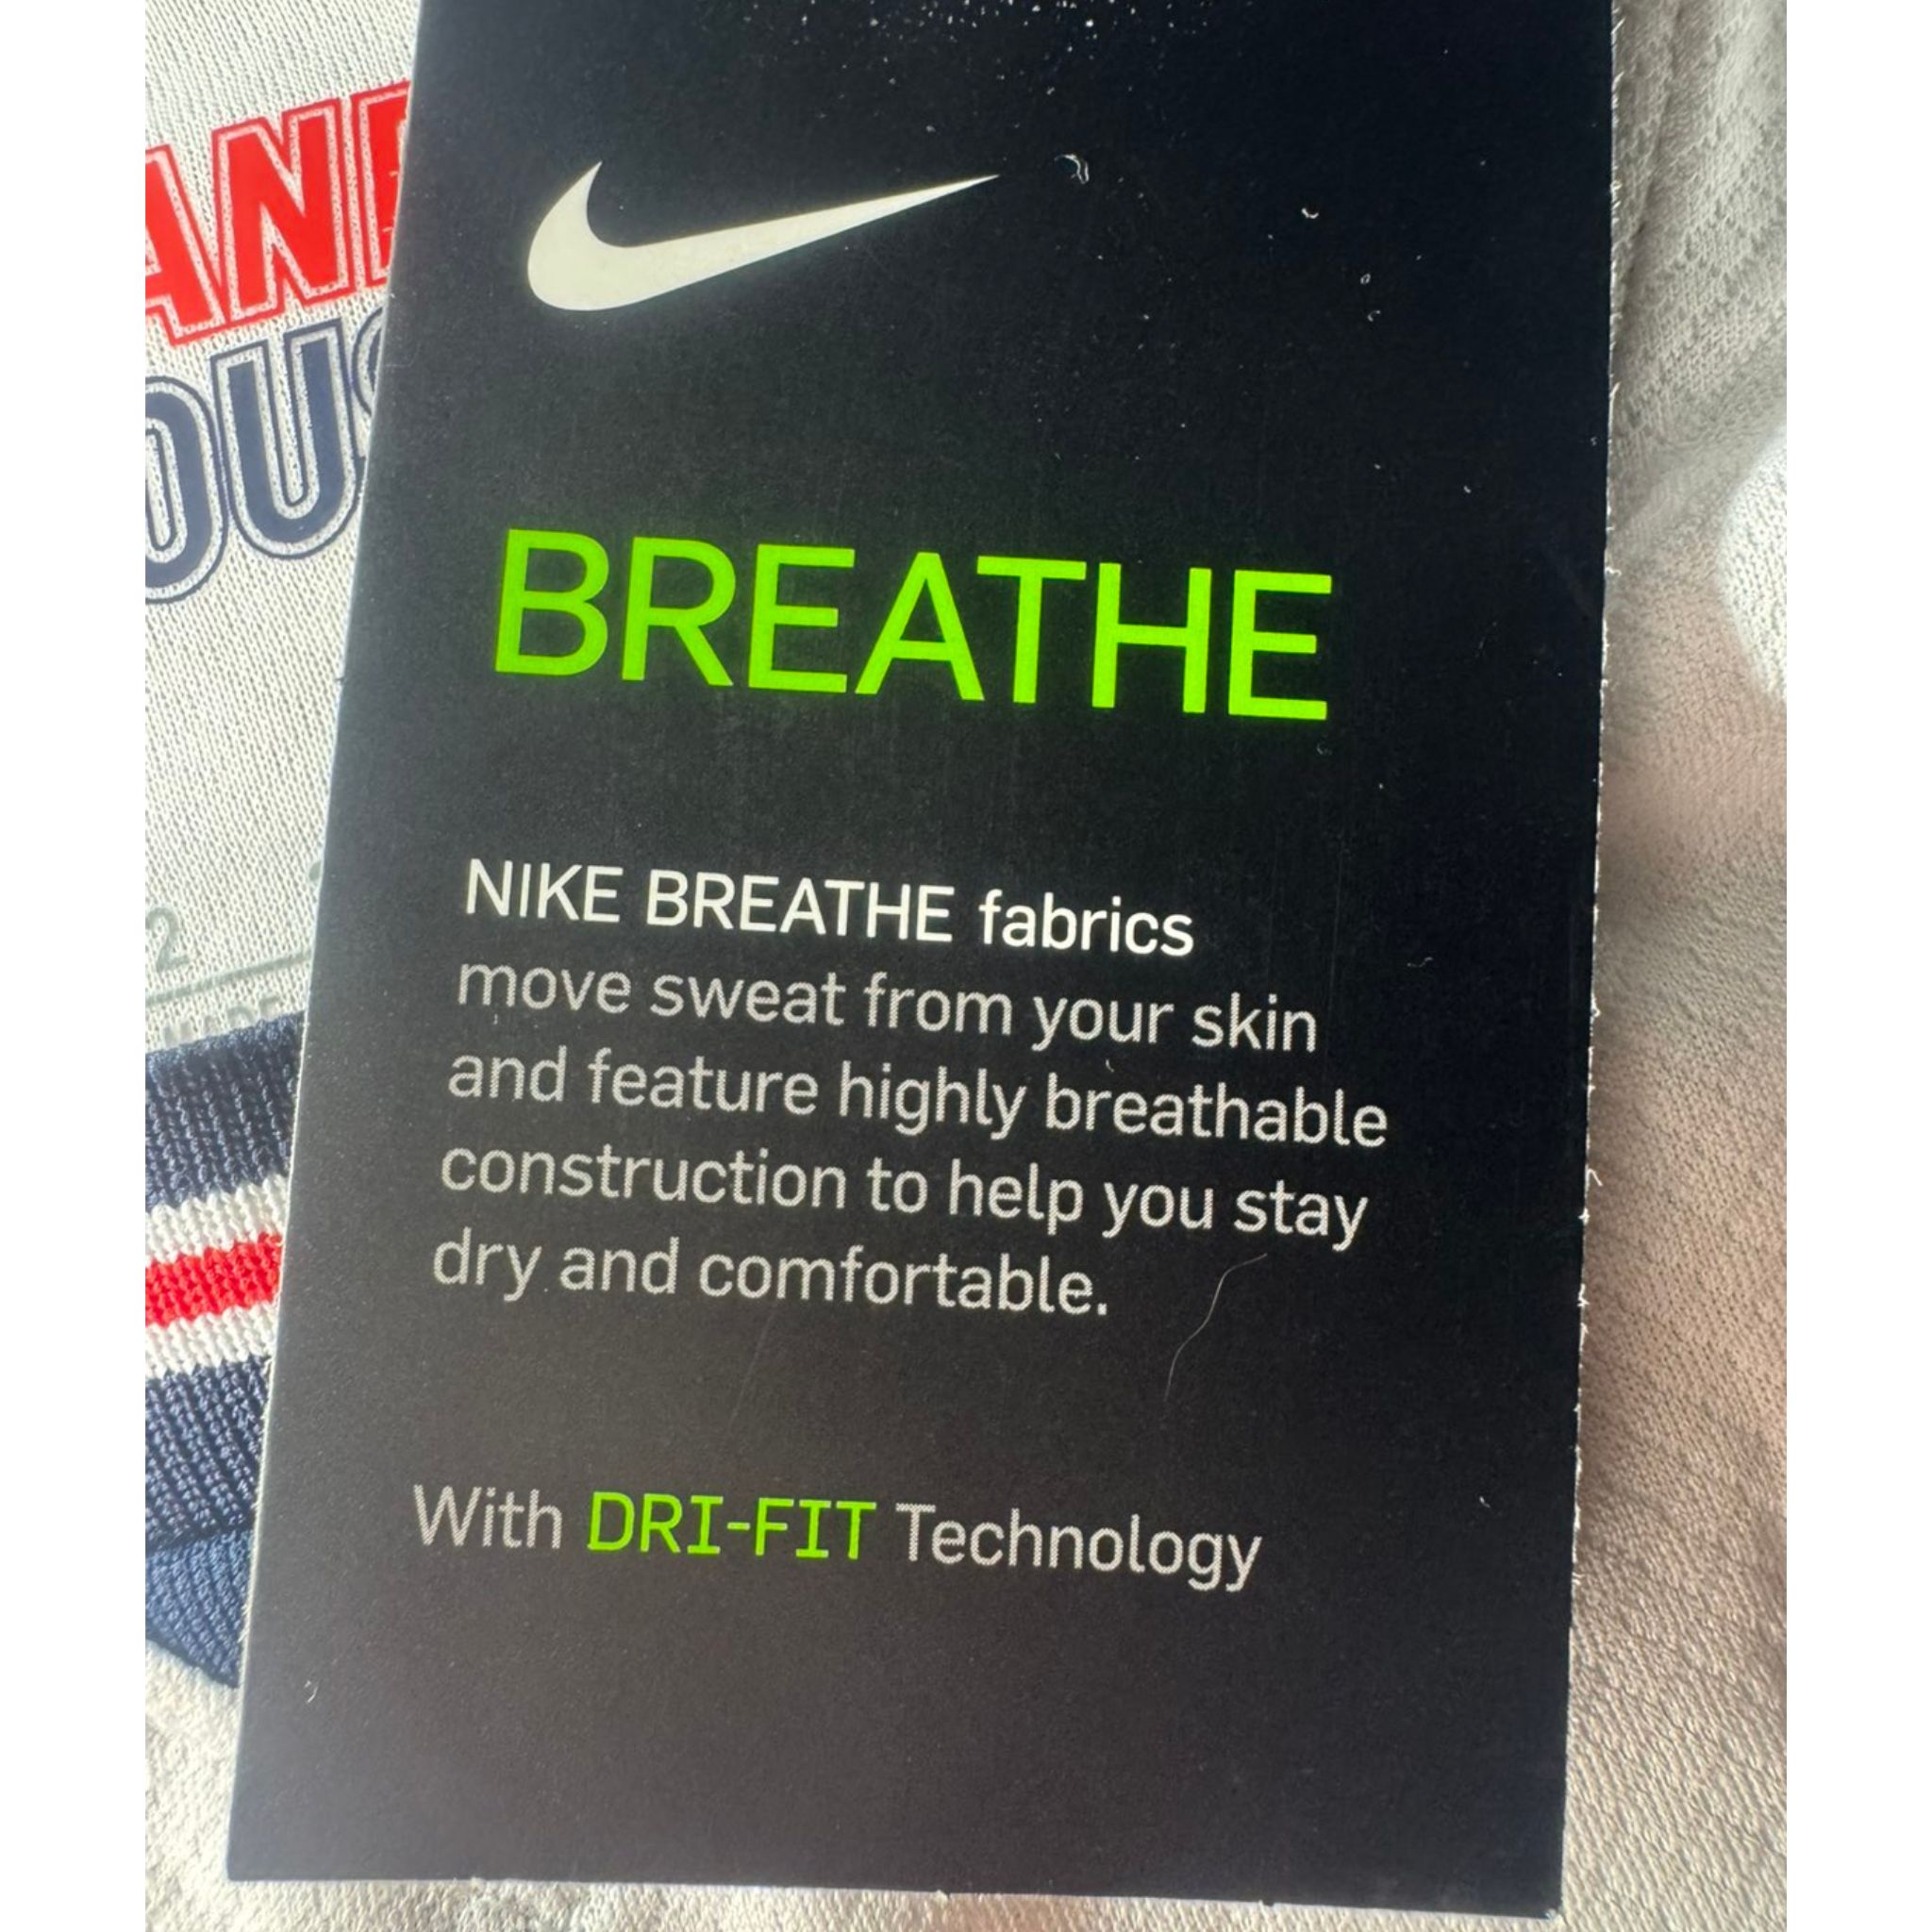 BREATHE
NIKE BREATHE fabrics
move sweat from your skin
and feature highly breathable
construction to help you stay
dry and comfortable.
With DRI-FIT Technology
2